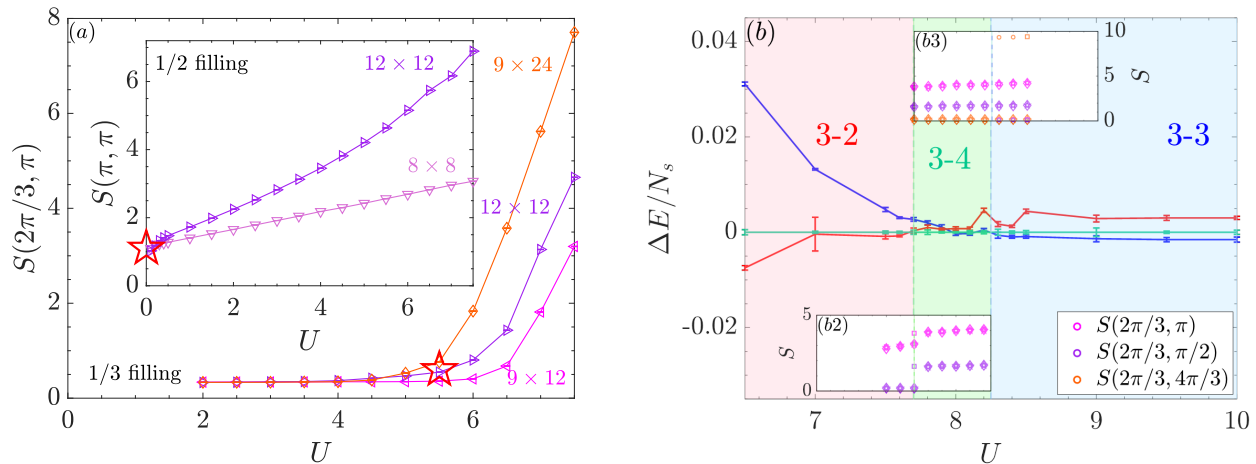 (a)
1/2 filling
12 × 12
8 × 8
S(π, π)
6
4
2
0
0
2
4
6
U
9 × 24
12 × 12
9 × 12
1/3 filling
S(2π/3, π)
8
6
4
2
0
0
2
4
6
U
(b)
0.04
0.02
0
-0.02
ΔE/Ns
(b3)
10
5
0
S
3-2
3-4
3-3
(b2)
5
0
S
S(2π/3, π)
S(2π/3, π/2)
S(2π/3, 4π/3)
7
8
9
10
U